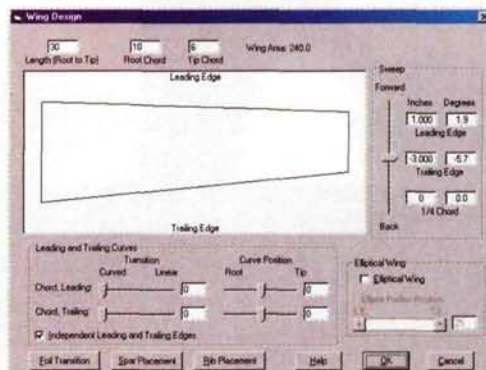 Wing Design
30 10 6 Wing Area: 240.0
Length (Root to Tip) Root Chord Tip Chord
Leading Edge
Trailing Edge
Sweep
Forward
Inches Degrees
1.000 1.9
Leading Edge
-3.000 -5.7
Trailing Edge
0 0.0
1/4 Chord
Back
Leading and Trailing Curves
Transition Curve Position
Curved Linear Root Tip
Chord, Leading: 0 0
Chord, Trailing: 0 0
Independent Leading and Trailing Edges
Elliptical Wing
Elliptical Wing
Foil Transition Spar Placement Rib Placement Help OK Cancel